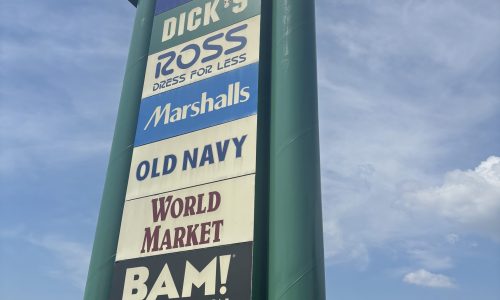 DICK'S
ROSS
DRESS FOR LESS
Marshalls
OLD NAVY
WORLD
MARKET
BAM!